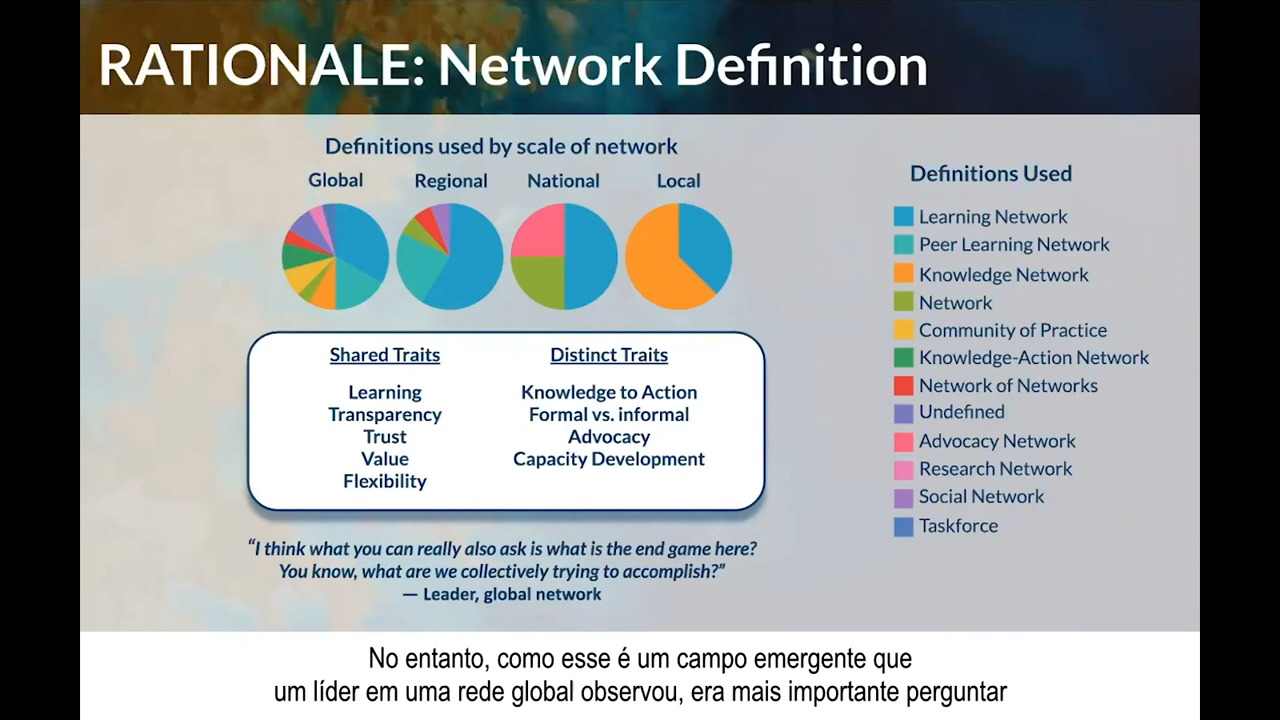 RATIONALE: Network Definition
Definitions used by scale of network
Global
Regional
National
Local
Shared Traits
Learning
Transparency
Trust
Value
Flexibility
Distinct Traits
Knowledge to Action
Formal vs. informal
Advocacy
Capacity Development
“I think what you can really also ask is what is the end game here?
You know, what are we collectively trying to accomplish?”
— Leader, global network
Definitions Used
Learning Network
Peer Learning Network
Knowledge Network
Network
Community of Practice
Knowledge-Action Network
Network of Networks
Undefined
Advocacy Network
Research Network
Social Network
Taskforce
No entanto, como esse é um campo emergente que
um líder em uma rede global observou, era mais importante perguntar